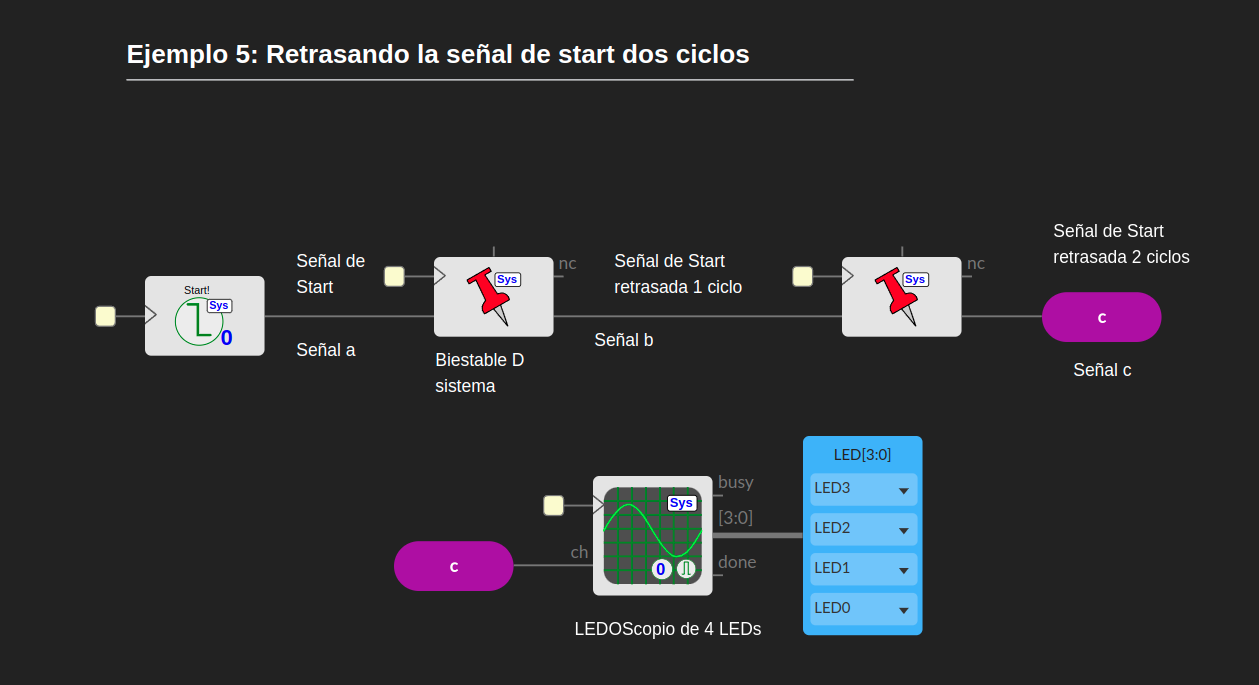 Ejemplo 5: Retrasando la señal de start dos ciclos
Señal de Start
retrasada 2 ciclos
Señal de
Start
nc
Señal de Start
retrasada 1 ciclo
nc
Start!
Sys
0
Sys
Sys
c
Señal a
Señal b
Biestable D
sistema
Señal c
LED[3:0]
busy
LED3
Sys
[3:0]
LED2
ch
c
done
LED1
0
LED0
LEDOScopio de 4 LEDs